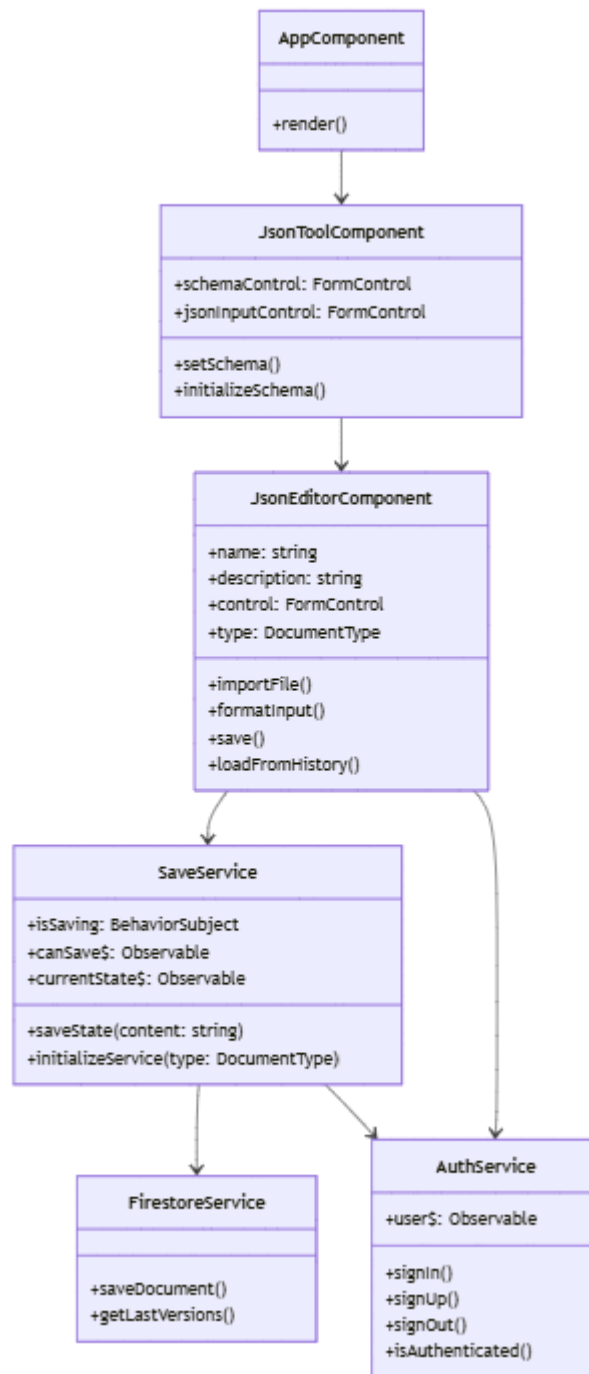 AppComponent
+render()
JsonToolComponent
+schemaControl: FormControl
+jsonInputControl: FormControl
+setSchema()
+initializeSchema()
JsonEditorComponent
+name: string
+description: string
+control: FormControl
+type: DocumentType
+importFile()
+formatInput()
+save()
+loadFromHistory()
SaveService
+isSaving: BehaviorSubject
+canSave$: Observable
+currentState$: Observable
+saveState(content: string)
+initializeService(type: DocumentType)
FirestoreService
+saveDocument()
+getLastVersions()
AuthService
+user$: Observable
+signIn()
+signUp()
+signOut()
+isAuthenticated()